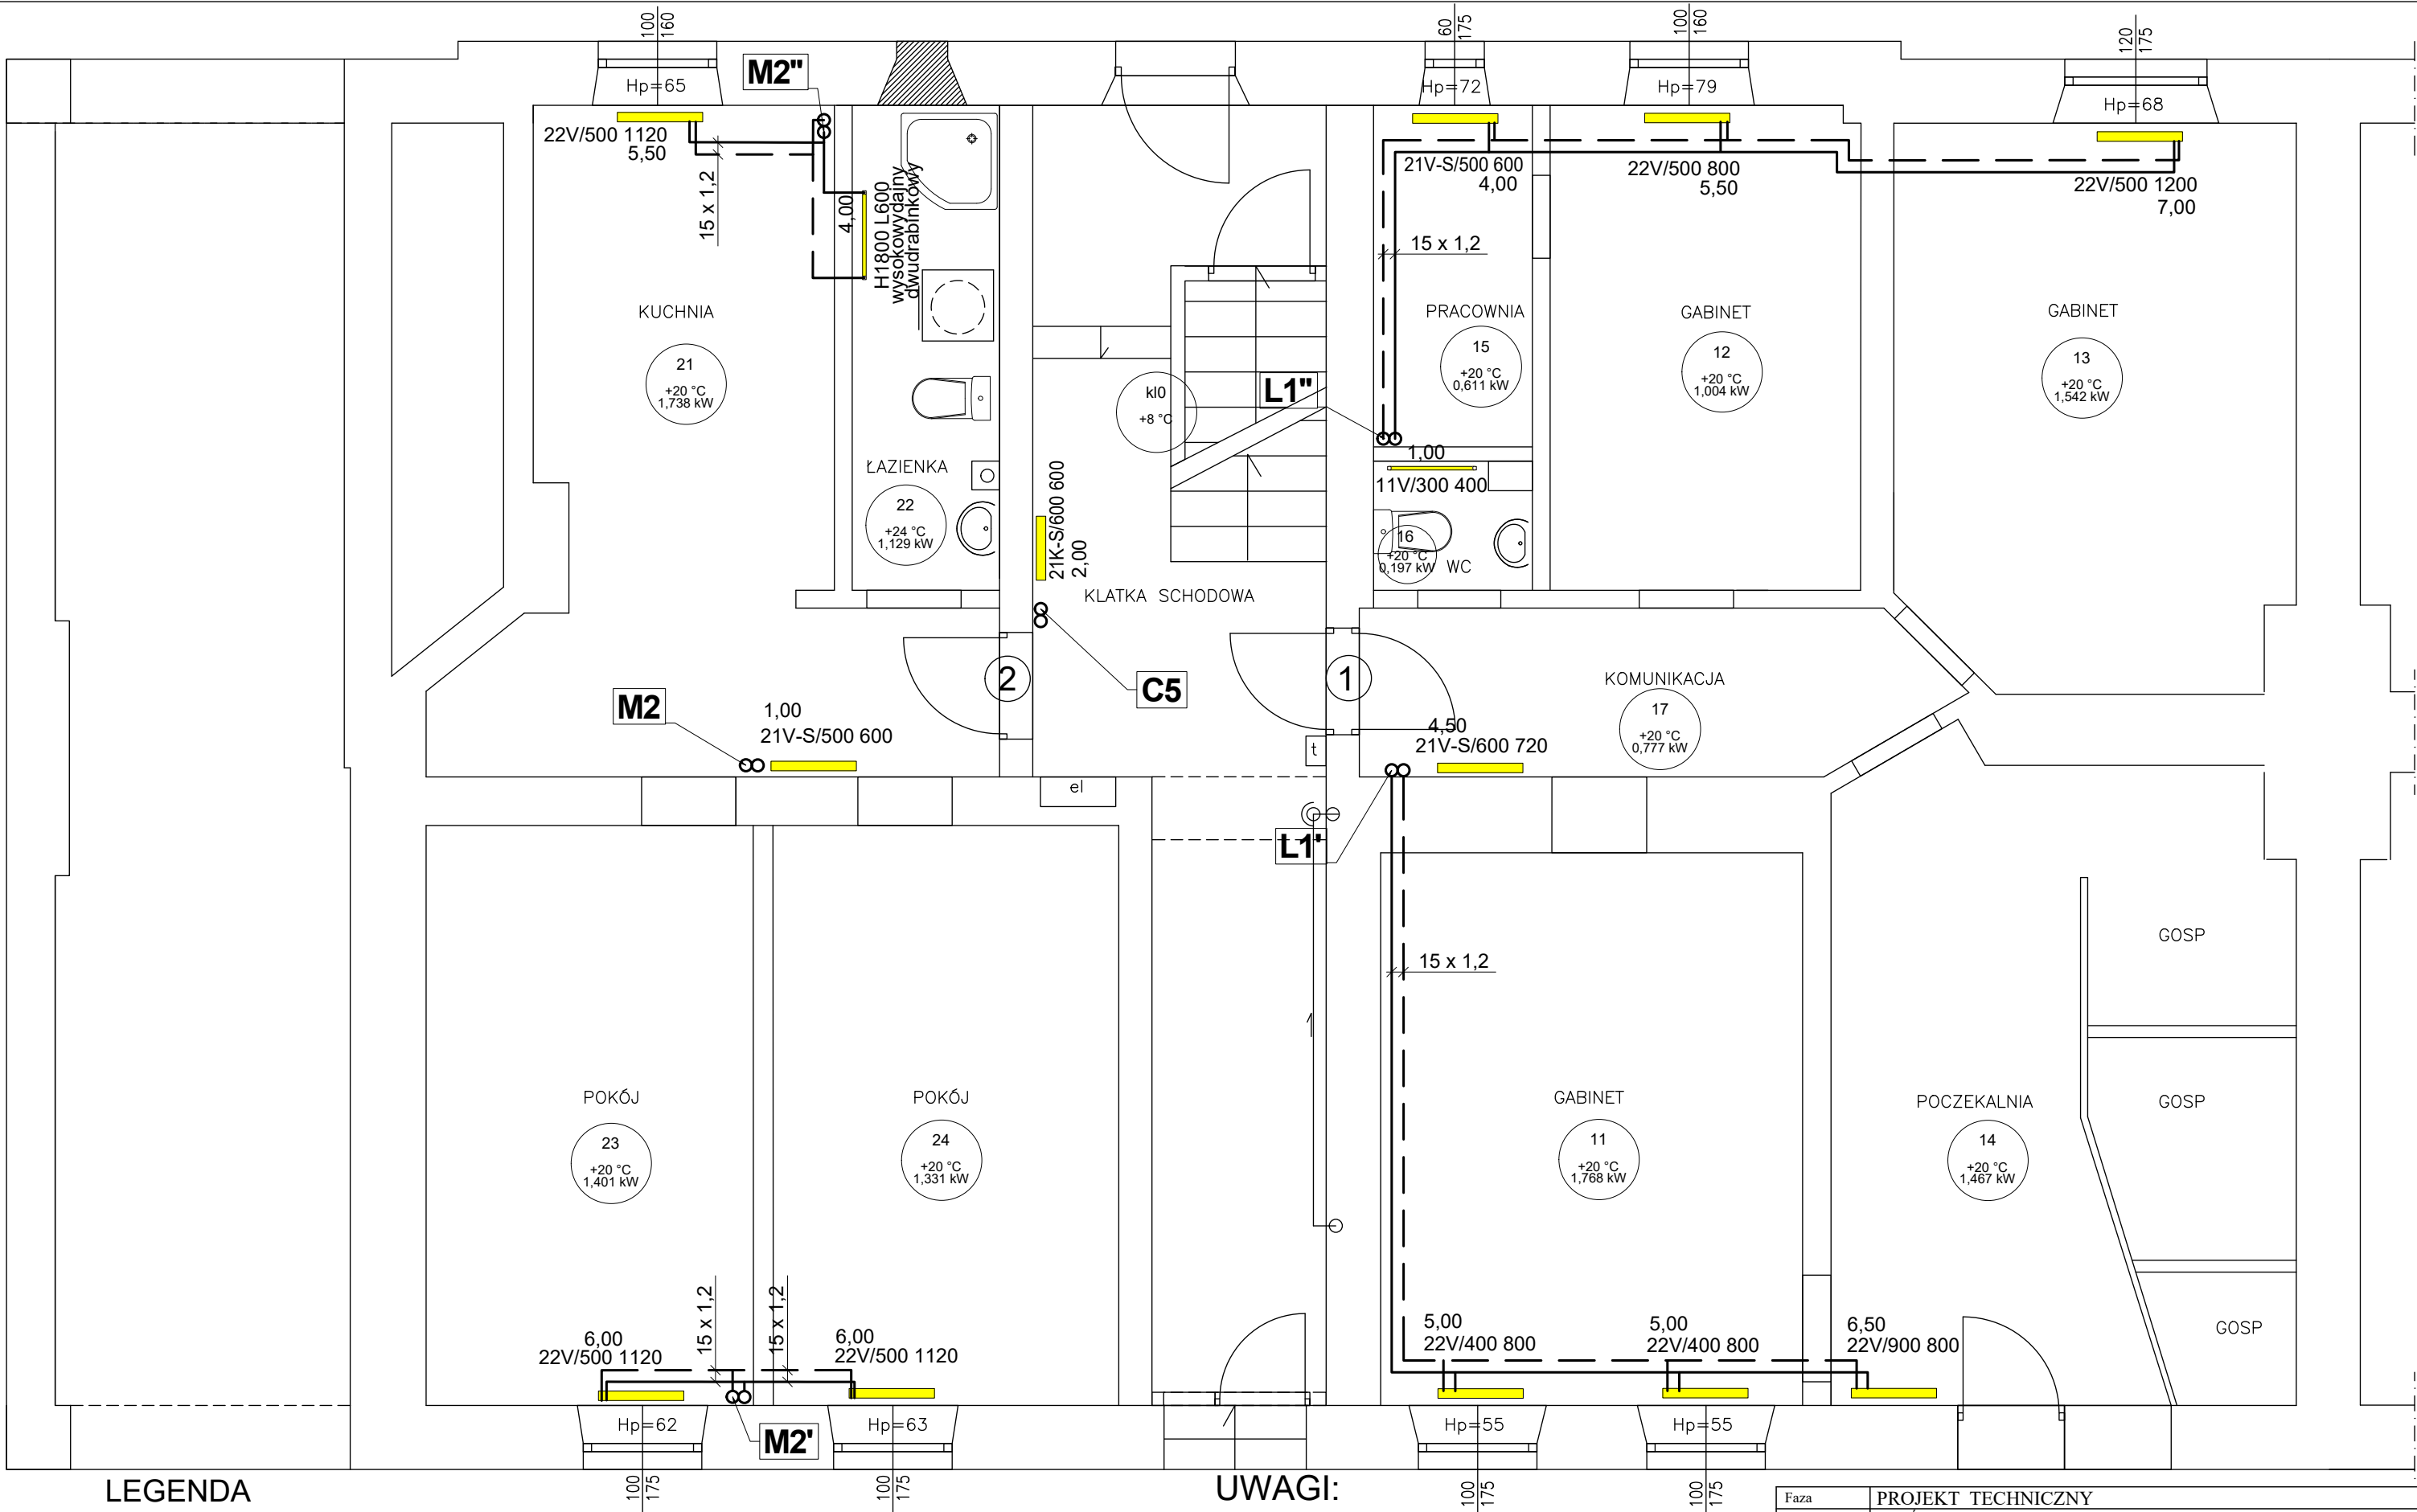 100
160
60
175
100
160
120
175
M2"
Hp=65
Hp=72
Hp=79
Hp=68
22V/500 1120
5,50
15 x 1,2
4,00
H1800 L600
wysokowydajny
dwudrabinkowy
21V-S/500 600
4,00
22V/500 800
5,50
22V/500 1200
7,00
15 x 1,2
KUCHNIA
21
+20 °C
1,738 kW
PRACOWNIA
15
+20 °C
0,611 kW
GABINET
12
+20 °C
1,004 kW
GABINET
13
+20 °C
1,542 kW
kl0
+8 °C
L1"
1,00
11V/300 400
ŁAZIENKA
22
+24 °C
1,129 kW
21K-S/600 600
2,00
16
+20 °C
0,197 kW
WC
KLATKA SCHODOWA
2
C5
1
KOMUNIKACJA
17
+20 °C
0,777 kW
M2
1,00
21V-S/500 600
4,50
21V-S/600 720
t
el
L1'
15 x 1,2
GOSP
POKÓJ
23
+20 °C
1,401 kW
POKÓJ
24
+20 °C
1,331 kW
GABINET
11
+20 °C
1,768 kW
POCZEKALNIA
14
+20 °C
1,467 kW
GOSP
GOSP
6,00
22V/500 1120
15 x 1,2
15 x 1,2
6,00
22V/500 1120
5,00
22V/400 800
5,00
22V/400 800
6,50
22V/900 800
Hp=62
M2'
Hp=63
Hp=55
Hp=55
100
175
100
175
100
175
100
175
LEGENDA
UWAGI:
Faza PROJEKT TECHNICZNY